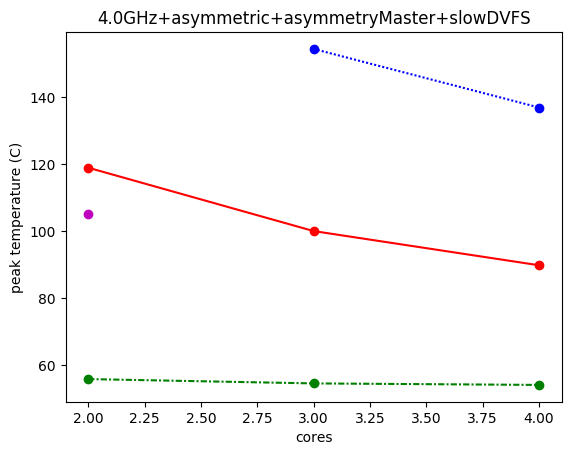 4.0GHz+asymmetric+asymmetryMaster+slowDVFS
peak temperature (C)
140
120
100
80
60
2.00 2.25 2.50 2.75 3.00 3.25 3.50 3.75 4.00
cores